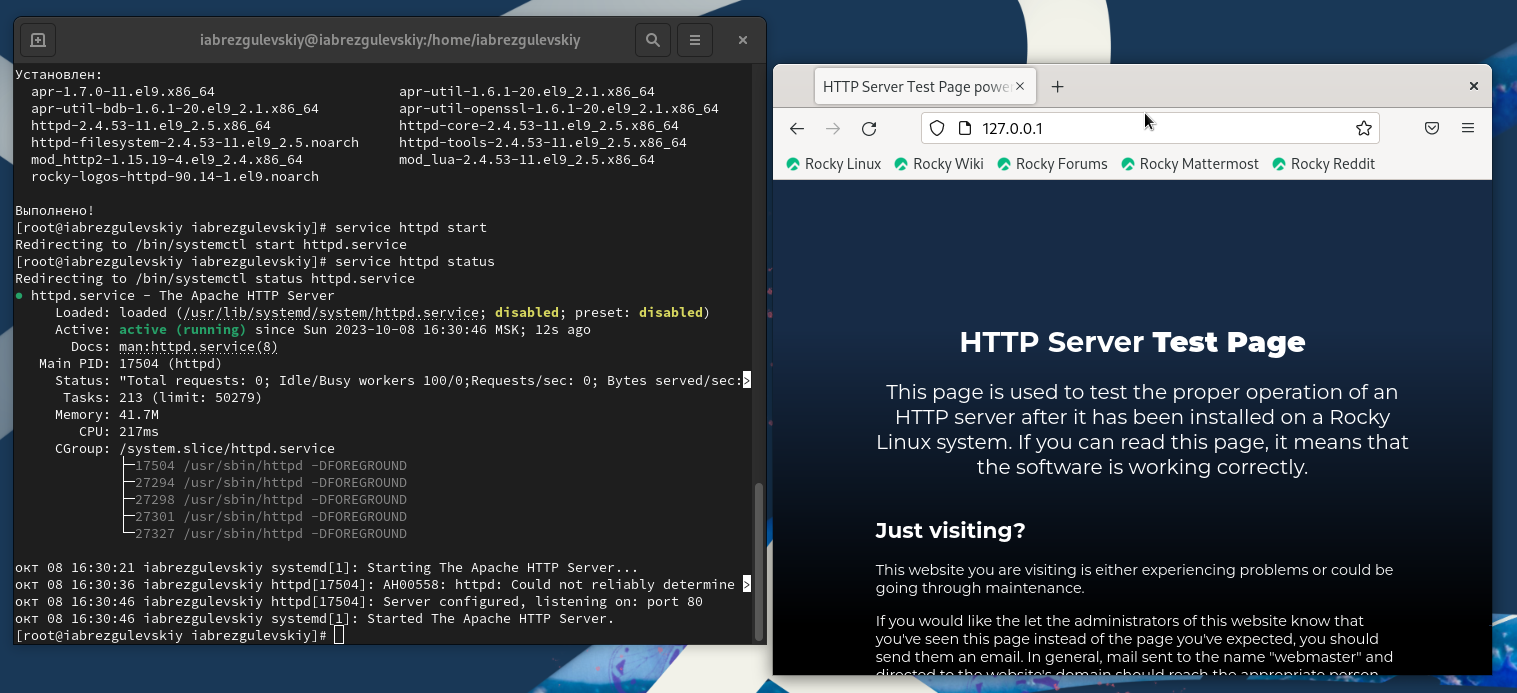 iabrezgulevskiy@iabrezgulevskiy:/home/iabrezgulevskiy
Установлен:
apr-1.7.0-11.el9.x86_64 apr-util-1.6.1-20.el9_2.1.x86_64
apr-util-bdb-1.6.1-20.el9_2.1.x86_64 apr-util-openssl-1.6.1-20.el9_2.1.x86_64
httpd-2.4.53-11.el9_2.5.x86_64 httpd-core-2.4.53-11.el9_2.5.x86_64
httpd-filesystem-2.4.53-11.el9_2.5.noarch httpd-tools-2.4.53-11.el9_2.5.x86_64
mod_http2-1.15.19-4.el9_2.4.x86_64 mod_lua-2.4.53-11.el9_2.5.x86_64
rocky-logos-httpd-90.14-1.el9.noarch
Выполнено!
[root@iabrezgulevskiy iabrezgulevskiy]# service httpd start
Redirecting to /bin/systemctl start httpd.service
[root@iabrezgulevskiy iabrezgulevskiy]# service httpd status
Redirecting to /bin/systemctl status httpd.service
● httpd.service - The Apache HTTP Server
Loaded: loaded (/usr/lib/systemd/system/httpd.service; disabled; preset: disabled)
Active: active (running) since Sun 2023-10-08 16:30:46 MSK; 12s ago
Docs: man:httpd.service(8)
Main PID: 17504 (httpd)
Status: "Total requests: 0; Idle/Busy workers 100/0;Requests/sec: 0; Bytes served/sec:>
Tasks: 213 (limit: 50279)
Memory: 41.7M
CPU: 217ms
CGroup: /system.slice/httpd.service
├─17504 /usr/sbin/httpd -DFOREGROUND
├─27294 /usr/sbin/httpd -DFOREGROUND
├─27298 /usr/sbin/httpd -DFOREGROUND
├─27301 /usr/sbin/httpd -DFOREGROUND
└─27327 /usr/sbin/httpd -DFOREGROUND
окт 08 16:30:21 iabrezgulevskiy systemd[1]: Starting The Apache HTTP Server...
окт 08 16:30:36 iabrezgulevskiy httpd[17504]: AH00558: httpd: Could not reliably determine >
окт 08 16:30:46 iabrezgulevskiy httpd[17504]: Server configured, listening on: port 80
окт 08 16:30:46 iabrezgulevskiy systemd[1]: Started The Apache HTTP Server.
[root@iabrezgulevskiy iabrezgulevskiy]#
HTTP Server Test Page powe
127.0.0.1
Rocky Linux Rocky Wiki Rocky Forums Rocky Mattermost Rocky Reddit
HTTP Server Test Page
This page is used to test the proper operation of an
HTTP server after it has been installed on a Rocky
Linux system. If you can read this page, it means that
the software is working correctly.
Just visiting?
This website you are visiting is either experiencing problems or could be
going through maintenance.
If you would like the let the administrators of this website know that
you've seen this page instead of the page you've expected, you should
send them an email. In general, mail sent to the name "webmaster" and
directed to the website's domain should reach the appropriate person.